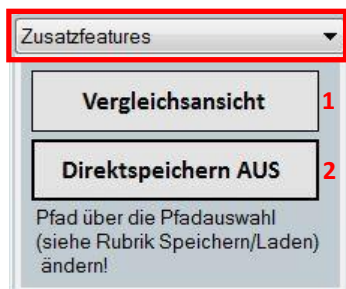 Zusatzfeatures
Vergleichsansicht 1
Direktspeichern AUS 2
Pfad über die Pfadauswahl
(siehe Rubrik Speichern/Laden)
ändern!